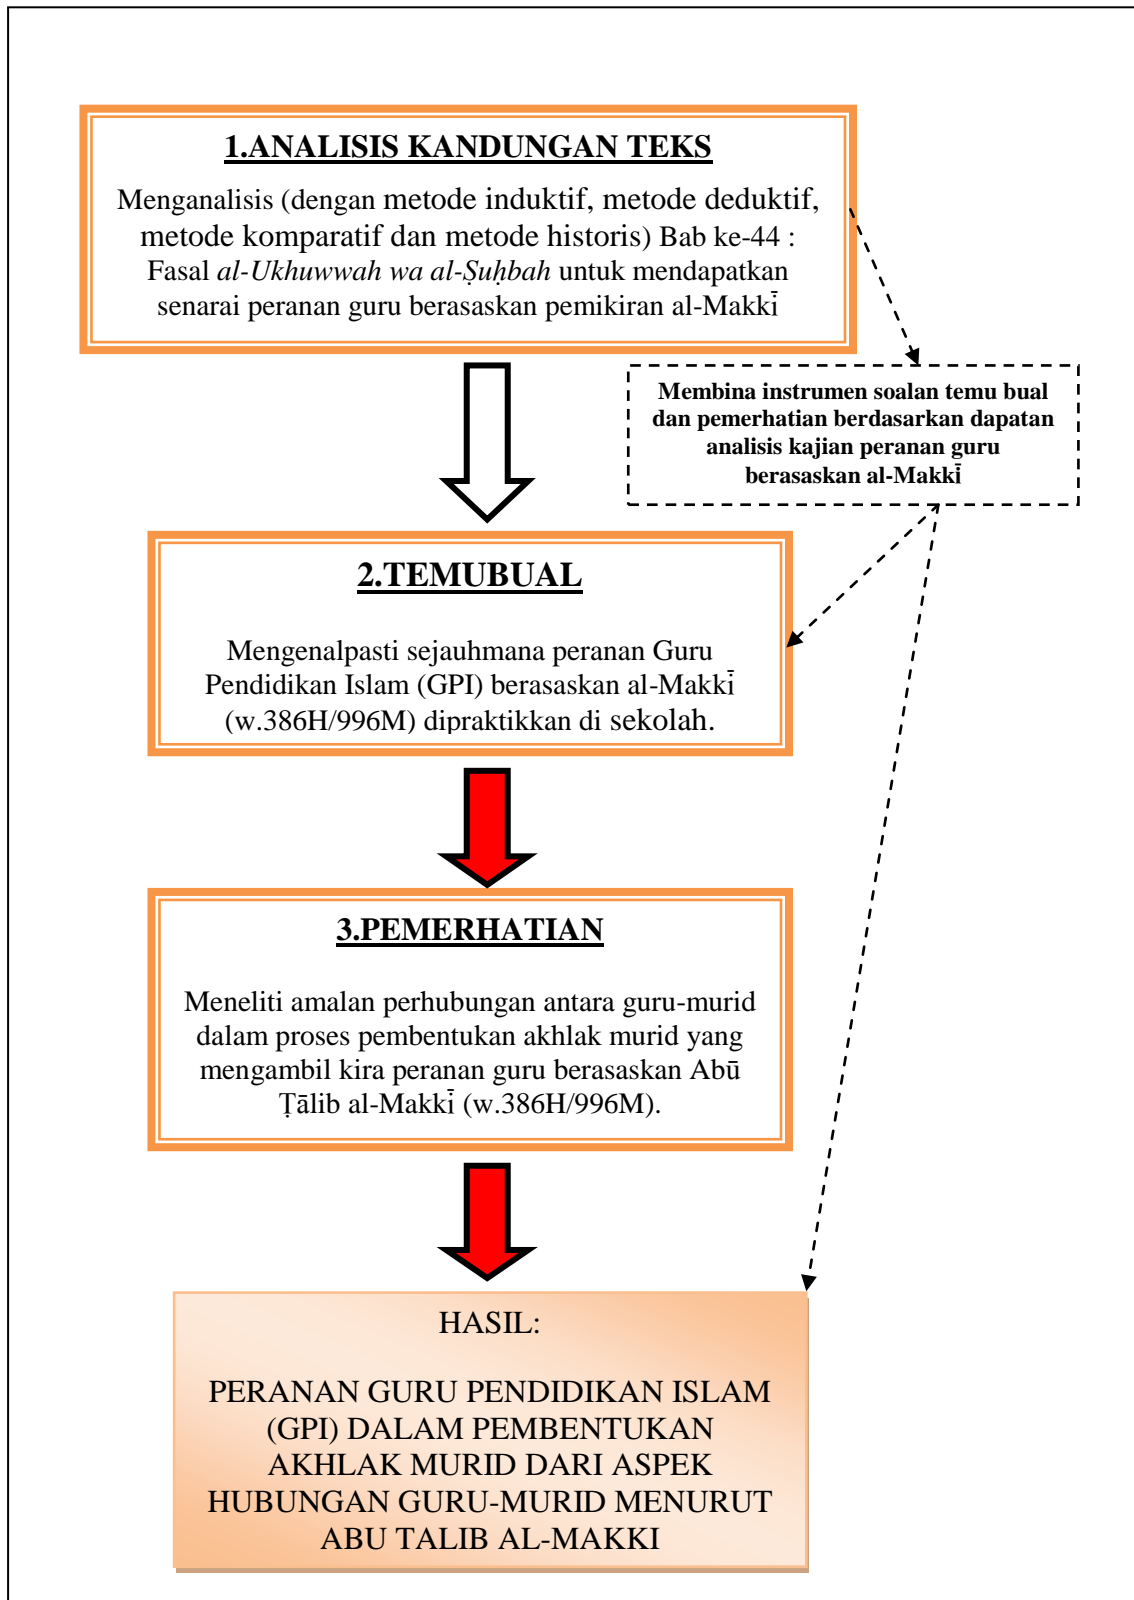 1.ANALISIS KANDUNGAN TEKS
Menganalisis (dengan metode induktif, metode deduktif,
metode komparatif dan metode historis) Bab ke-44 :
Fasal al-Ukhuwwah wa al-Ṣuḥbah untuk mendapatkan
senarai peranan guru berasaskan pemikiran al-Makkī
Membina instrumen soalan temu bual
dan pemerhatian berdasarkan dapatan
analisis kajian peranan guru
berasaskan al-Makkī
2.TEMUBUAL
Mengenalpasti sejauhmana peranan Guru
Pendidikan Islam (GPI) berasaskan al-Makkī
(w.386H/996M) dipraktikkan di sekolah.
3.PEMERHATIAN
Meneliti amalan perhubungan antara guru-murid
dalam proses pembentukan akhlak murid yang
mengambil kira peranan guru berasaskan Abū
Ṭālib al-Makkī (w.386H/996M).
HASIL:
PERANAN GURU PENDIDIKAN ISLAM
(GPI) DALAM PEMBENTUKAN
AKHLAK MURID DARI ASPEK
HUBUNGAN GURU-MURID MENURUT
ABU TALIB AL-MAKKI